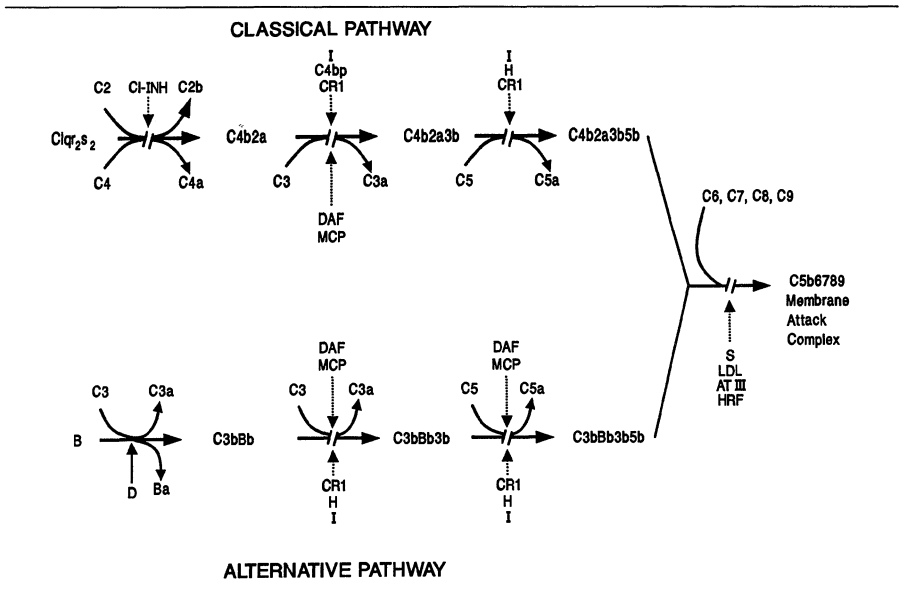 CLASSICAL PATHWAY
I
C4bp
CR1
I
H
CR1
C2 Cl-INH C2b
Clqr2s2
C4b2a
C4b2a3b
C4b2a3b5b
C4 C4a
C3 C3a
C5 C5a
DAF
MCP
C6, C7, C8, C9
C5b6789
Membrane
Attack
Complex
S
LDL
AT III
HRF
DAF
MCP
DAF
MCP
C3 C3a
C3 C3a
C5 C5a
B
C3bBb
C3bBb3b
C3bBb3b5b
D Ba
CR1
H
I
CR1
H
I
ALTERNATIVE PATHWAY